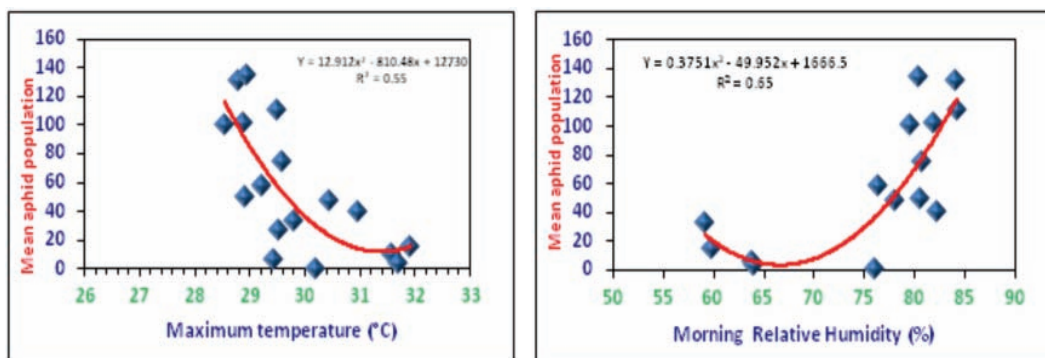 160
140
120
100
80
60
40
20
0
Mean aphid population
Y = 12.912x² - 810.48x + 12730
R² = 0.55
26 27 28 29 30 31 32 33
Maximum temperature (°C)
160
140
120
100
80
60
40
20
0
Mean aphid population
Y = 0.3751x² - 49.952x + 1666.5
R² = 0.65
50 55 60 65 70 75 80 85 90
Morning Relative Humidity (%)